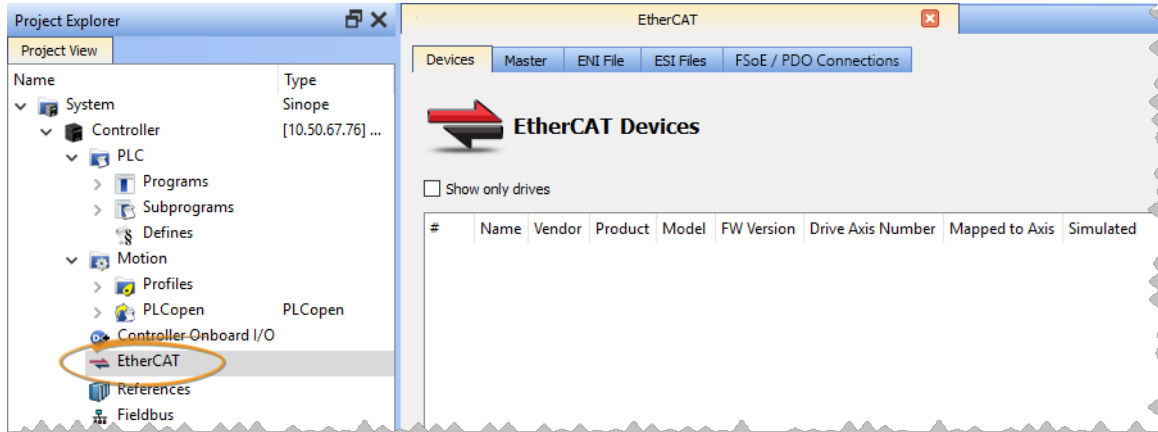 Project Explorer
Project View
Name Type
System Sinope
Controller [10.50.67.76] ...
PLC
Programs
Subprograms
Defines
Motion
Profiles
PLCopen PLCopen
Controller Onboard I/O
EtherCAT
References
Fieldbus
EtherCAT
Devices Master ENI File ESI Files FSoE / PDO Connections
EtherCAT Devices
Show only drives
# Name Vendor Product Model FW Version Drive Axis Number Mapped to Axis Simulated